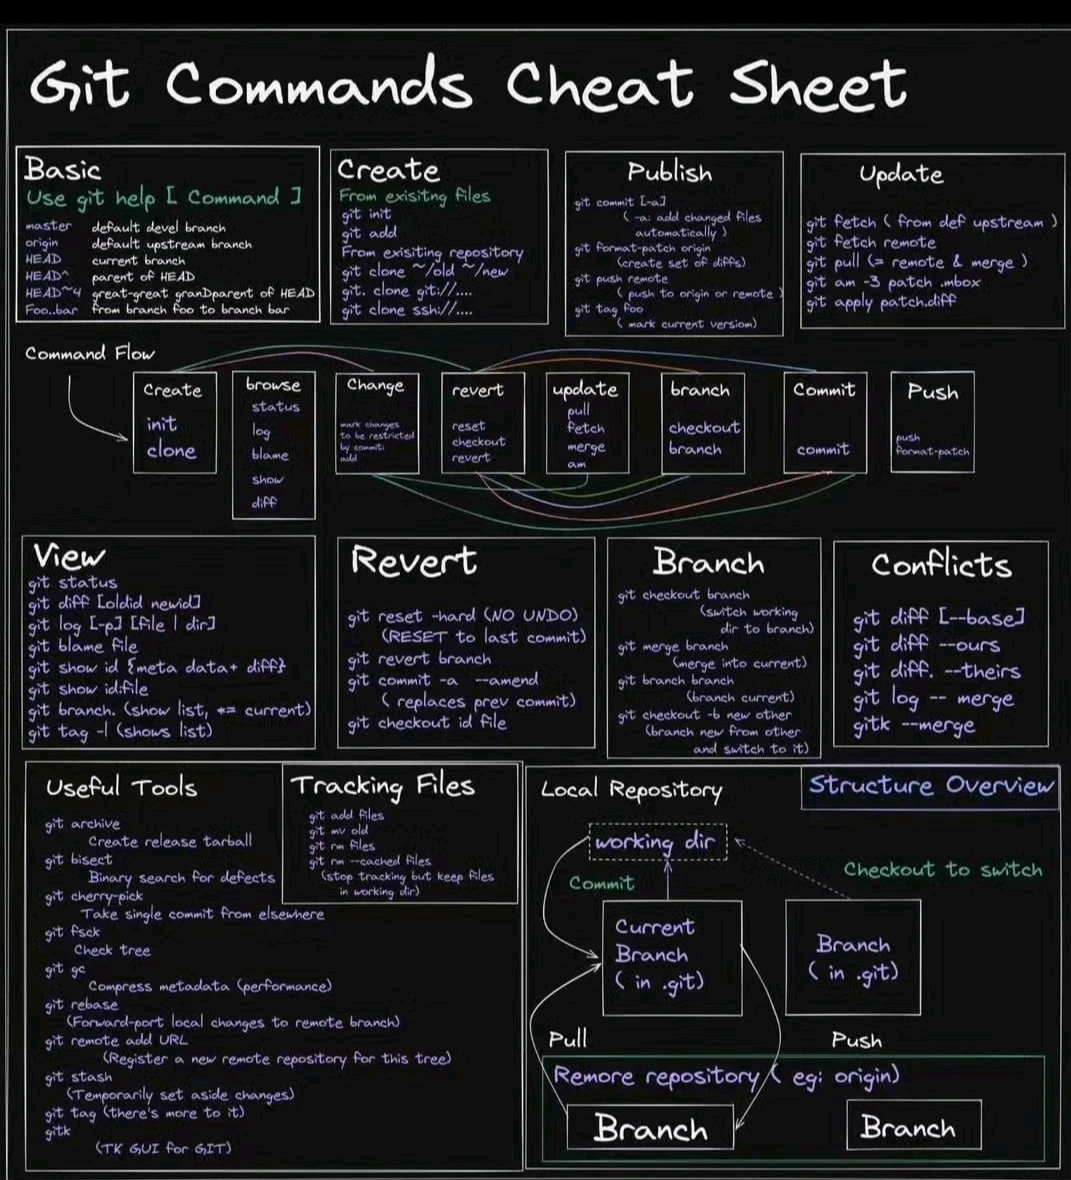 Git Commands Cheat Sheet
Basic
Use git help [ Command ]
master default devel branch
origin default upstream branch
HEAD current branch
HEAD^ parent of HEAD
HEAD~4 great-great granDparent of HEAD
Foo..bar from branch foo to branch bar
Create
From exisitng files
git init
git add
From exisiting repository
git clone ~/old ~/new
git. clone git://....
git clone ssh://....
Publish
git commit [-a]
( -a: add changed files
automatically )
git format-patch origin
(create set of diffs)
git push remote
( push to origin or remote )
git tag foo
( mark current version)
Update
git fetch ( from def upstream )
git fetch remote
git pull (= remote & merge )
git am -3 patch .mbox
git apply patch.diff
Command Flow
Create
init
clone
browse
status
log
blame
show
diff
Change
mark changes
to be restricted
by commit:
add
revert
reset
checkout
revert
update
pull
fetch
merge
am
branch
checkout
branch
Commit
commit
Push
push
format-patch
View
git status
git diff [oldid newid]
git log [-p] [file | dir]
git blame file
git show id {meta data+ diff}
git show id:file
git branch. (show list, *= current)
git tag -l (shows list)
Revert
git reset -hard (NO UNDO)
(RESET to last commit)
git revert branch
git commit -a --amend
( replaces prev commit)
git checkout id file
Branch
git checkout branch
(switch working
dir to branch)
git merge branch
(merge into current)
git branch branch
(branch current)
git checkout -b new other
(branch new from other
and switch to it)
Conflicts
git diff [--base]
git diff --ours
git diff. --theirs
git log -- merge
gitk --merge
Useful Tools
git archive
Create release tarball
git bisect
Binary search for defects
git cherry-pick
Take single commit from elsewhere
git fsck
Check tree
git gc
Compress metadata (performance)
git rebase
(Forward-port local changes to remote branch)
git remote add URL
(Register a new remote repository for this tree)
git stash
(Temporarily set aside changes)
git tag (there's more to it)
gitk
(TK GUI for GIT)
Tracking Files
git add files
git mv old
git rm files
git rm --cached files
(stop tracking but keep files
in working dir)
Local Repository
Structure Overview
working dir
Commit
Checkout to switch
Current
Branch
( in .git)
Branch
( in .git)
Pull
Push
Remore repository ( eg: origin)
Branch
Branch